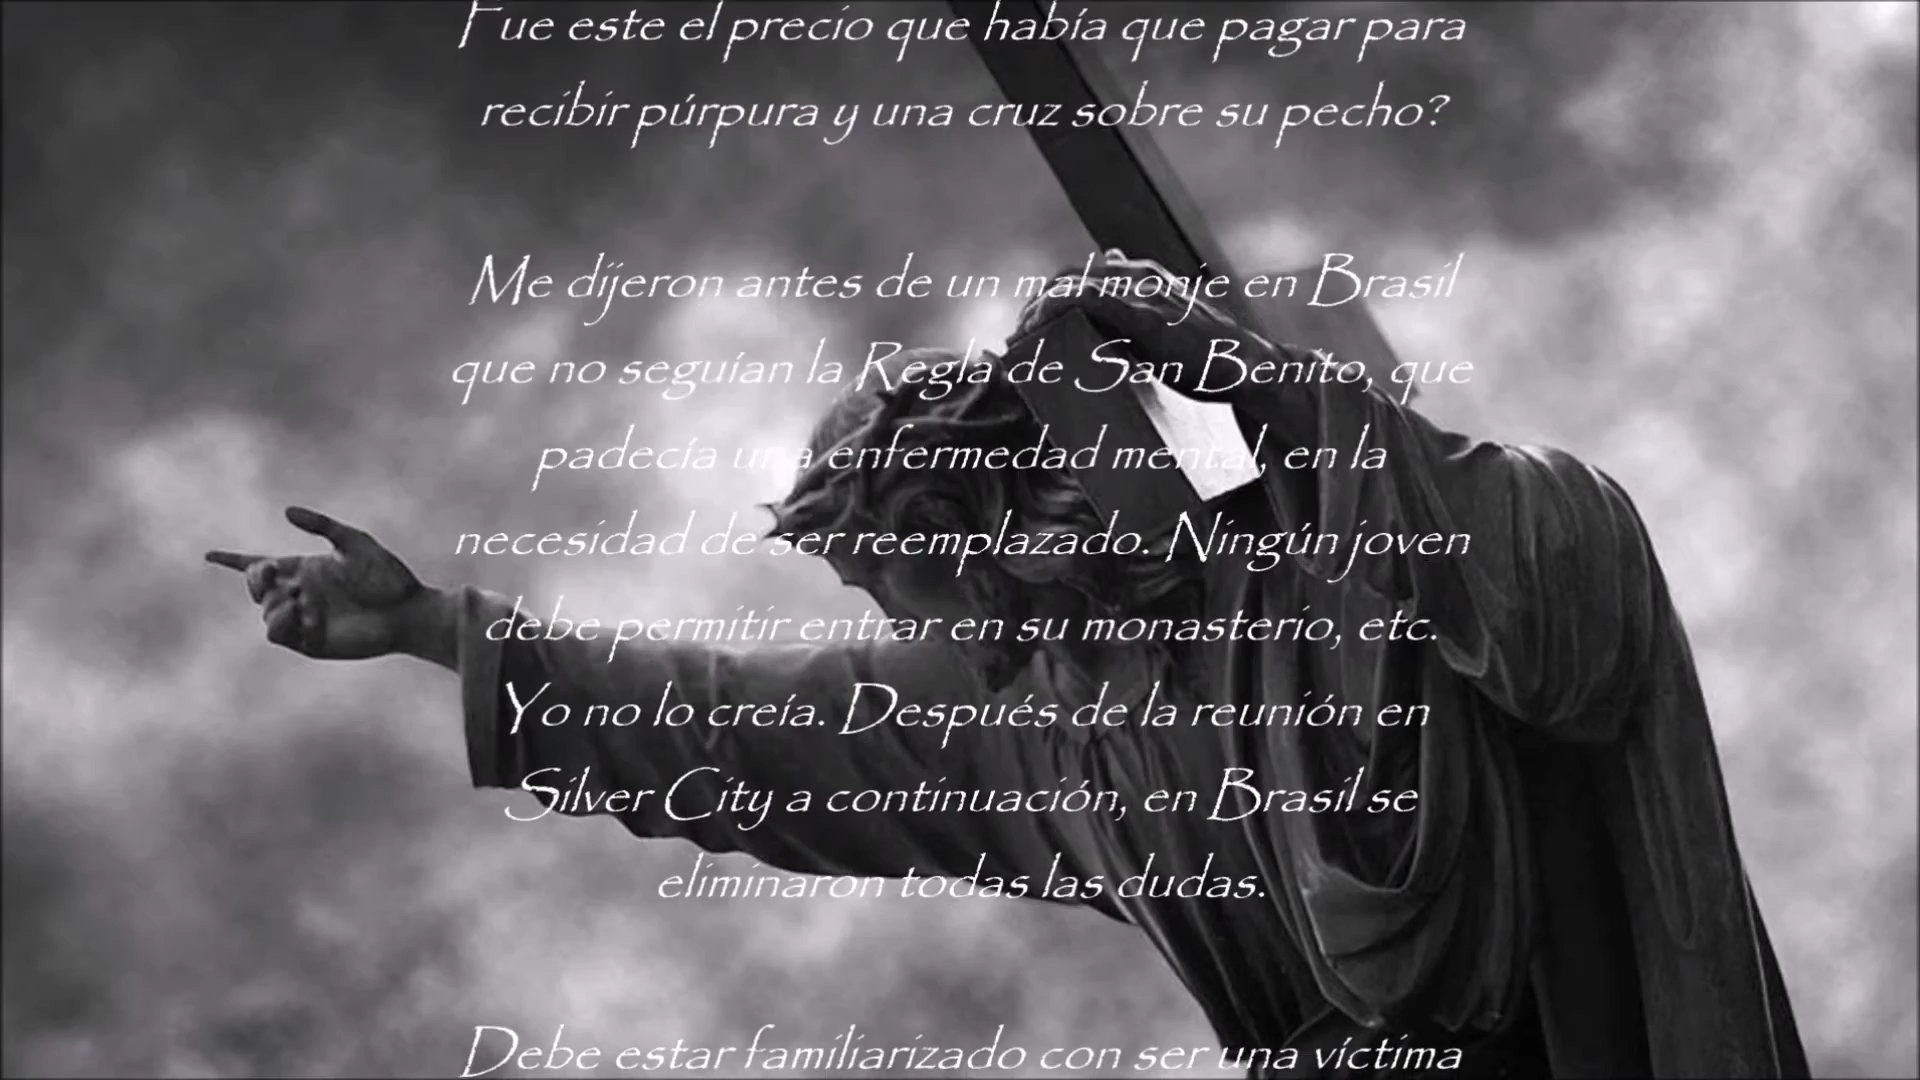 Fue este el precio que había que pagar para
recibir púrpura y una cruz sobre su pecho?
Me dijeron antes de un mal monje en Brasil
que no seguían la Regla de San Benito, que
padecía una enfermedad mental, en la
necesidad de ser reemplazado. Ningún joven
debe permitir entrar en su monasterio, etc.
Yo no lo creía. Después de la reunión en
Silver City a continuación, en Brasil se
eliminaron todas las dudas.
Debe estar familiarizado con ser una víctima